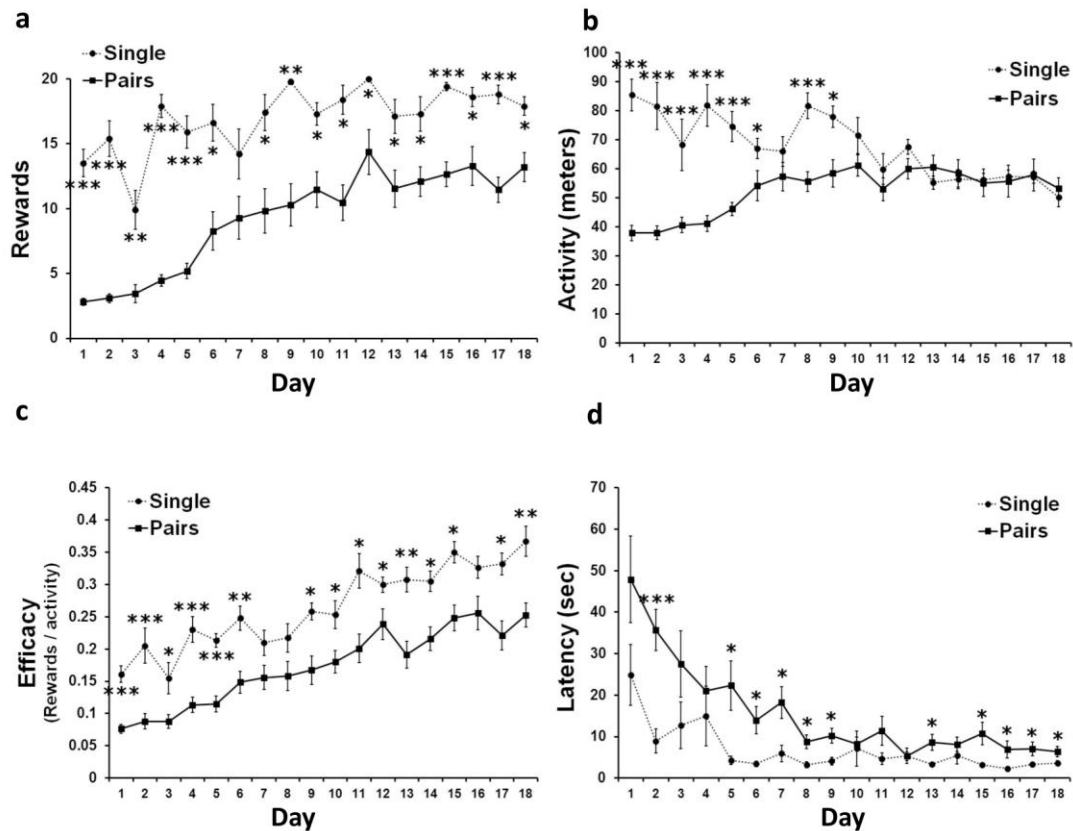 a
Single
Pairs
Rewards
20
15
10
5
0
*** *** ** *** *** * * ** * * * * * *** * *** *
1 2 3 4 5 6 7 8 9 10 11 12 13 14 15 16 17 18
Day
b
Single
Pairs
Activity (meters)
100
90
80
70
60
50
40
30
20
10
0
*** *** *** *** *** * *** *
1 2 3 4 5 6 7 8 9 10 11 12 13 14 15 16 17 18
Day
c
Single
Pairs
Efficacy
(Rewards / activity)
0.45
0.4
0.35
0.3
0.25
0.2
0.15
0.1
0.05
0
*** *** * *** *** ** * * * * ** * * * **
1 2 3 4 5 6 7 8 9 10 11 12 13 14 15 16 17 18
Day
d
Single
Pairs
Latency (sec)
70
60
50
40
30
20
10
0
*** * * * * * * * * * *
1 2 3 4 5 6 7 8 9 10 11 12 13 14 15 16 17 18
Day